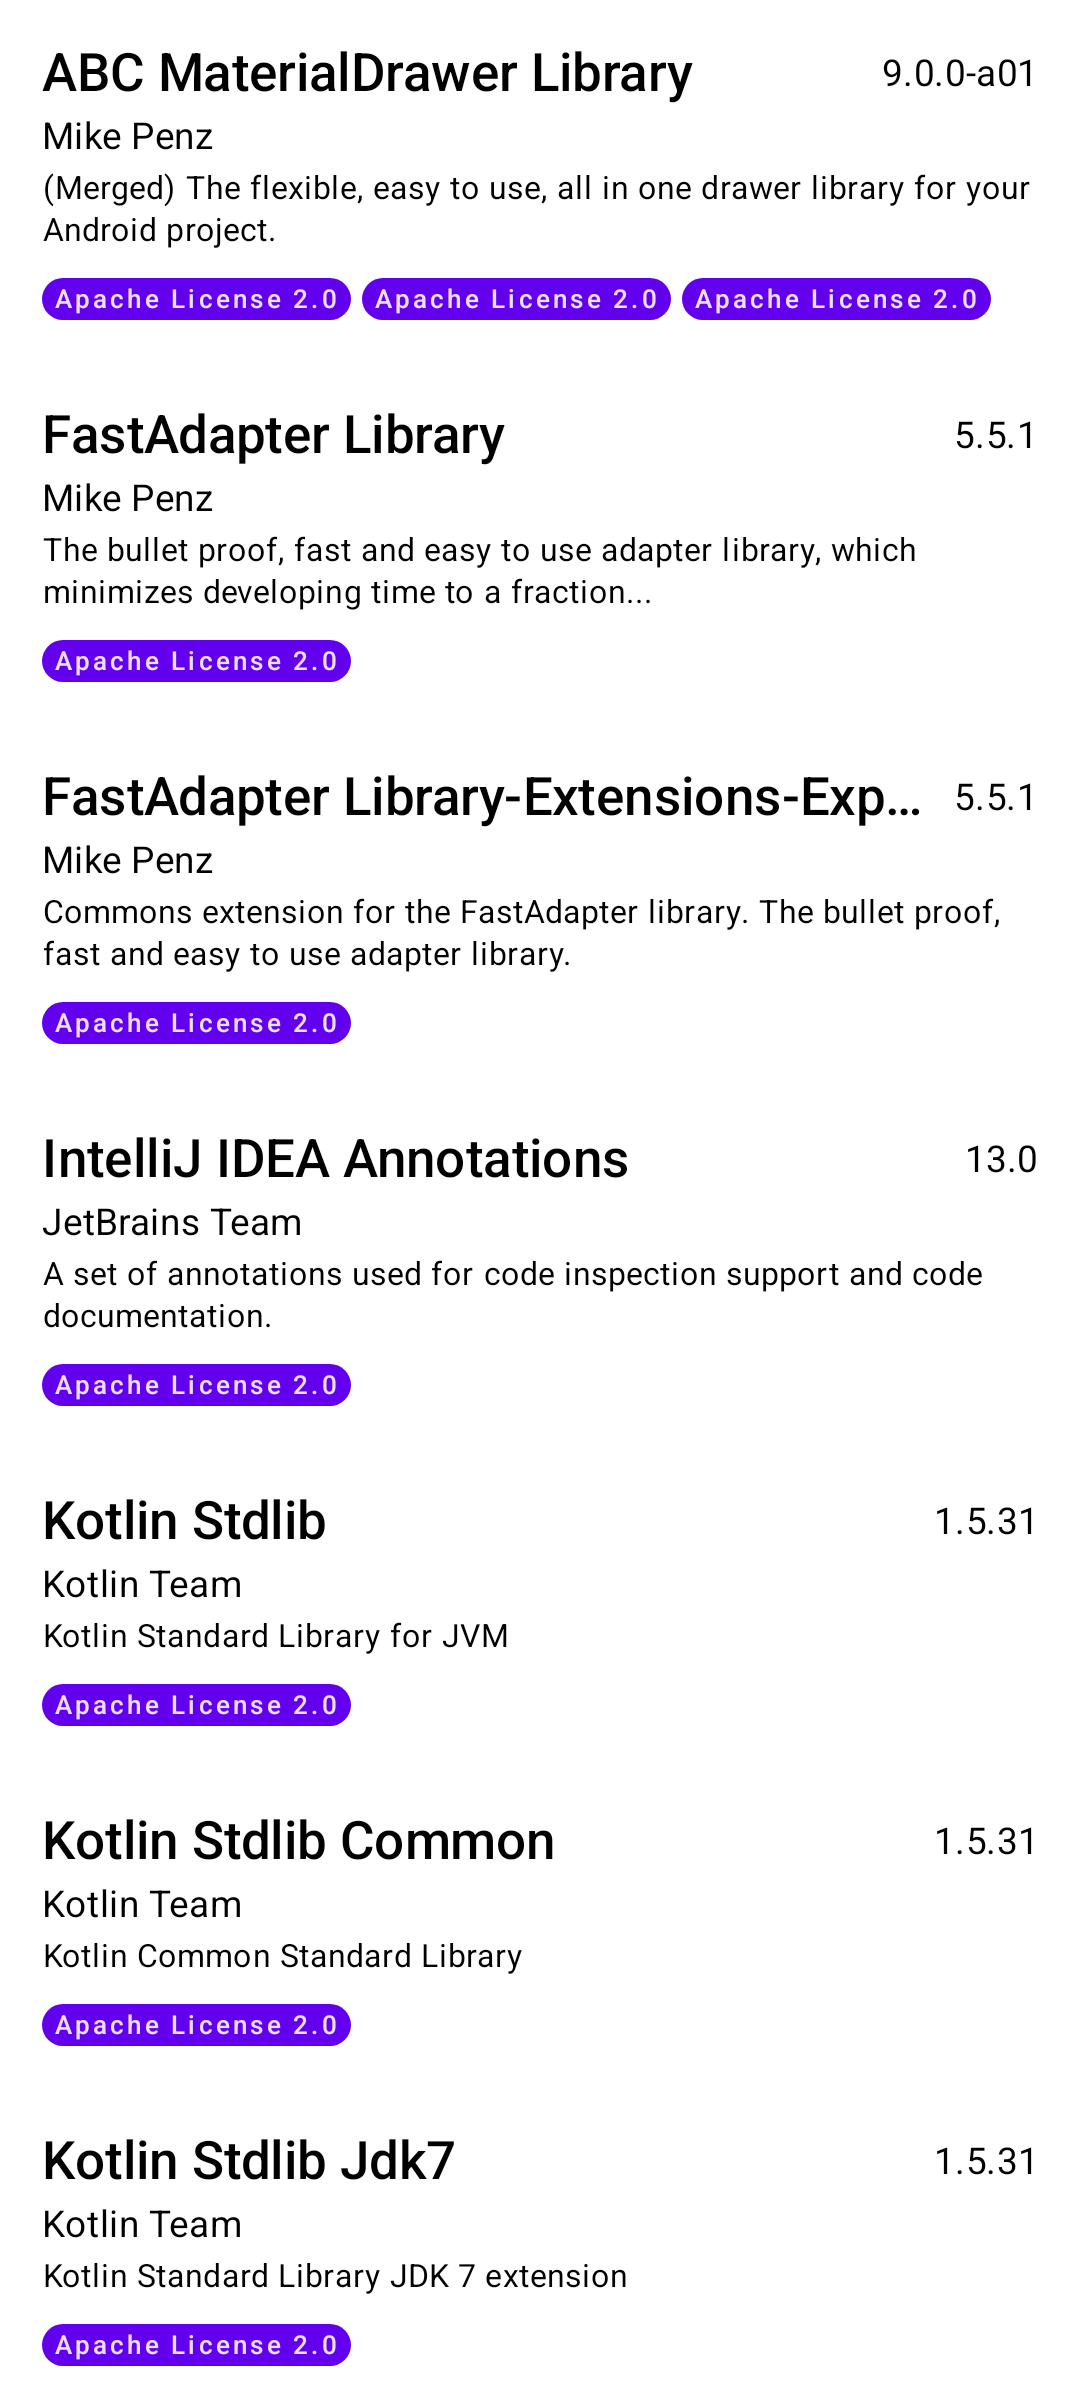 ABC MaterialDrawer Library 9.0.0-a01
Mike Penz
(Merged) The flexible, easy to use, all in one drawer library for your
Android project.
Apache License 2.0 Apache License 2.0 Apache License 2.0
FastAdapter Library 5.5.1
Mike Penz
The bullet proof, fast and easy to use adapter library, which
minimizes developing time to a fraction...
Apache License 2.0
FastAdapter Library-Extensions-Exp... 5.5.1
Mike Penz
Commons extension for the FastAdapter library. The bullet proof,
fast and easy to use adapter library.
Apache License 2.0
IntelliJ IDEA Annotations 13.0
JetBrains Team
A set of annotations used for code inspection support and code
documentation.
Apache License 2.0
Kotlin Stdlib 1.5.31
Kotlin Team
Kotlin Standard Library for JVM
Apache License 2.0
Kotlin Stdlib Common 1.5.31
Kotlin Team
Kotlin Common Standard Library
Apache License 2.0
Kotlin Stdlib Jdk7 1.5.31
Kotlin Team
Kotlin Standard Library JDK 7 extension
Apache License 2.0